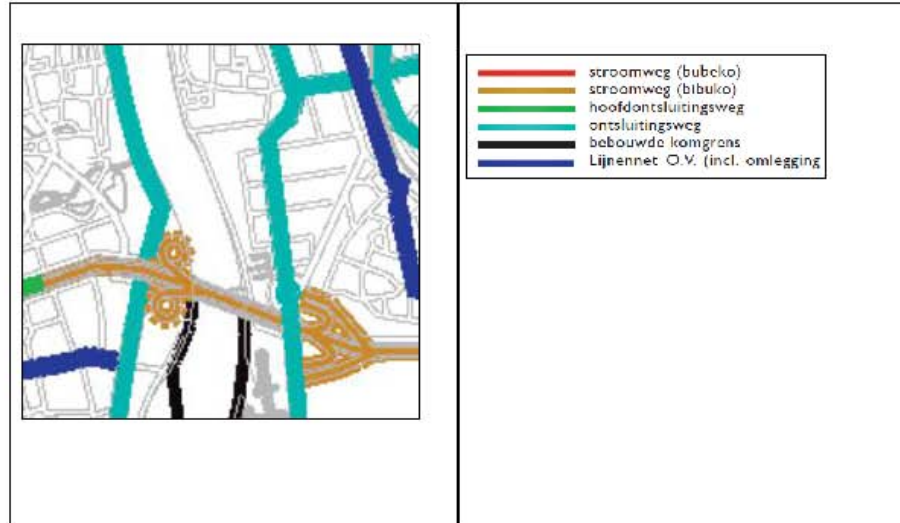 stroomweg (bubeko)
stroomweg (bibuko)
hoofdontsluitingsweg
ontsluitingsweg
bebouwde komgrens
Lijnennet O.V. (incl. omlegging